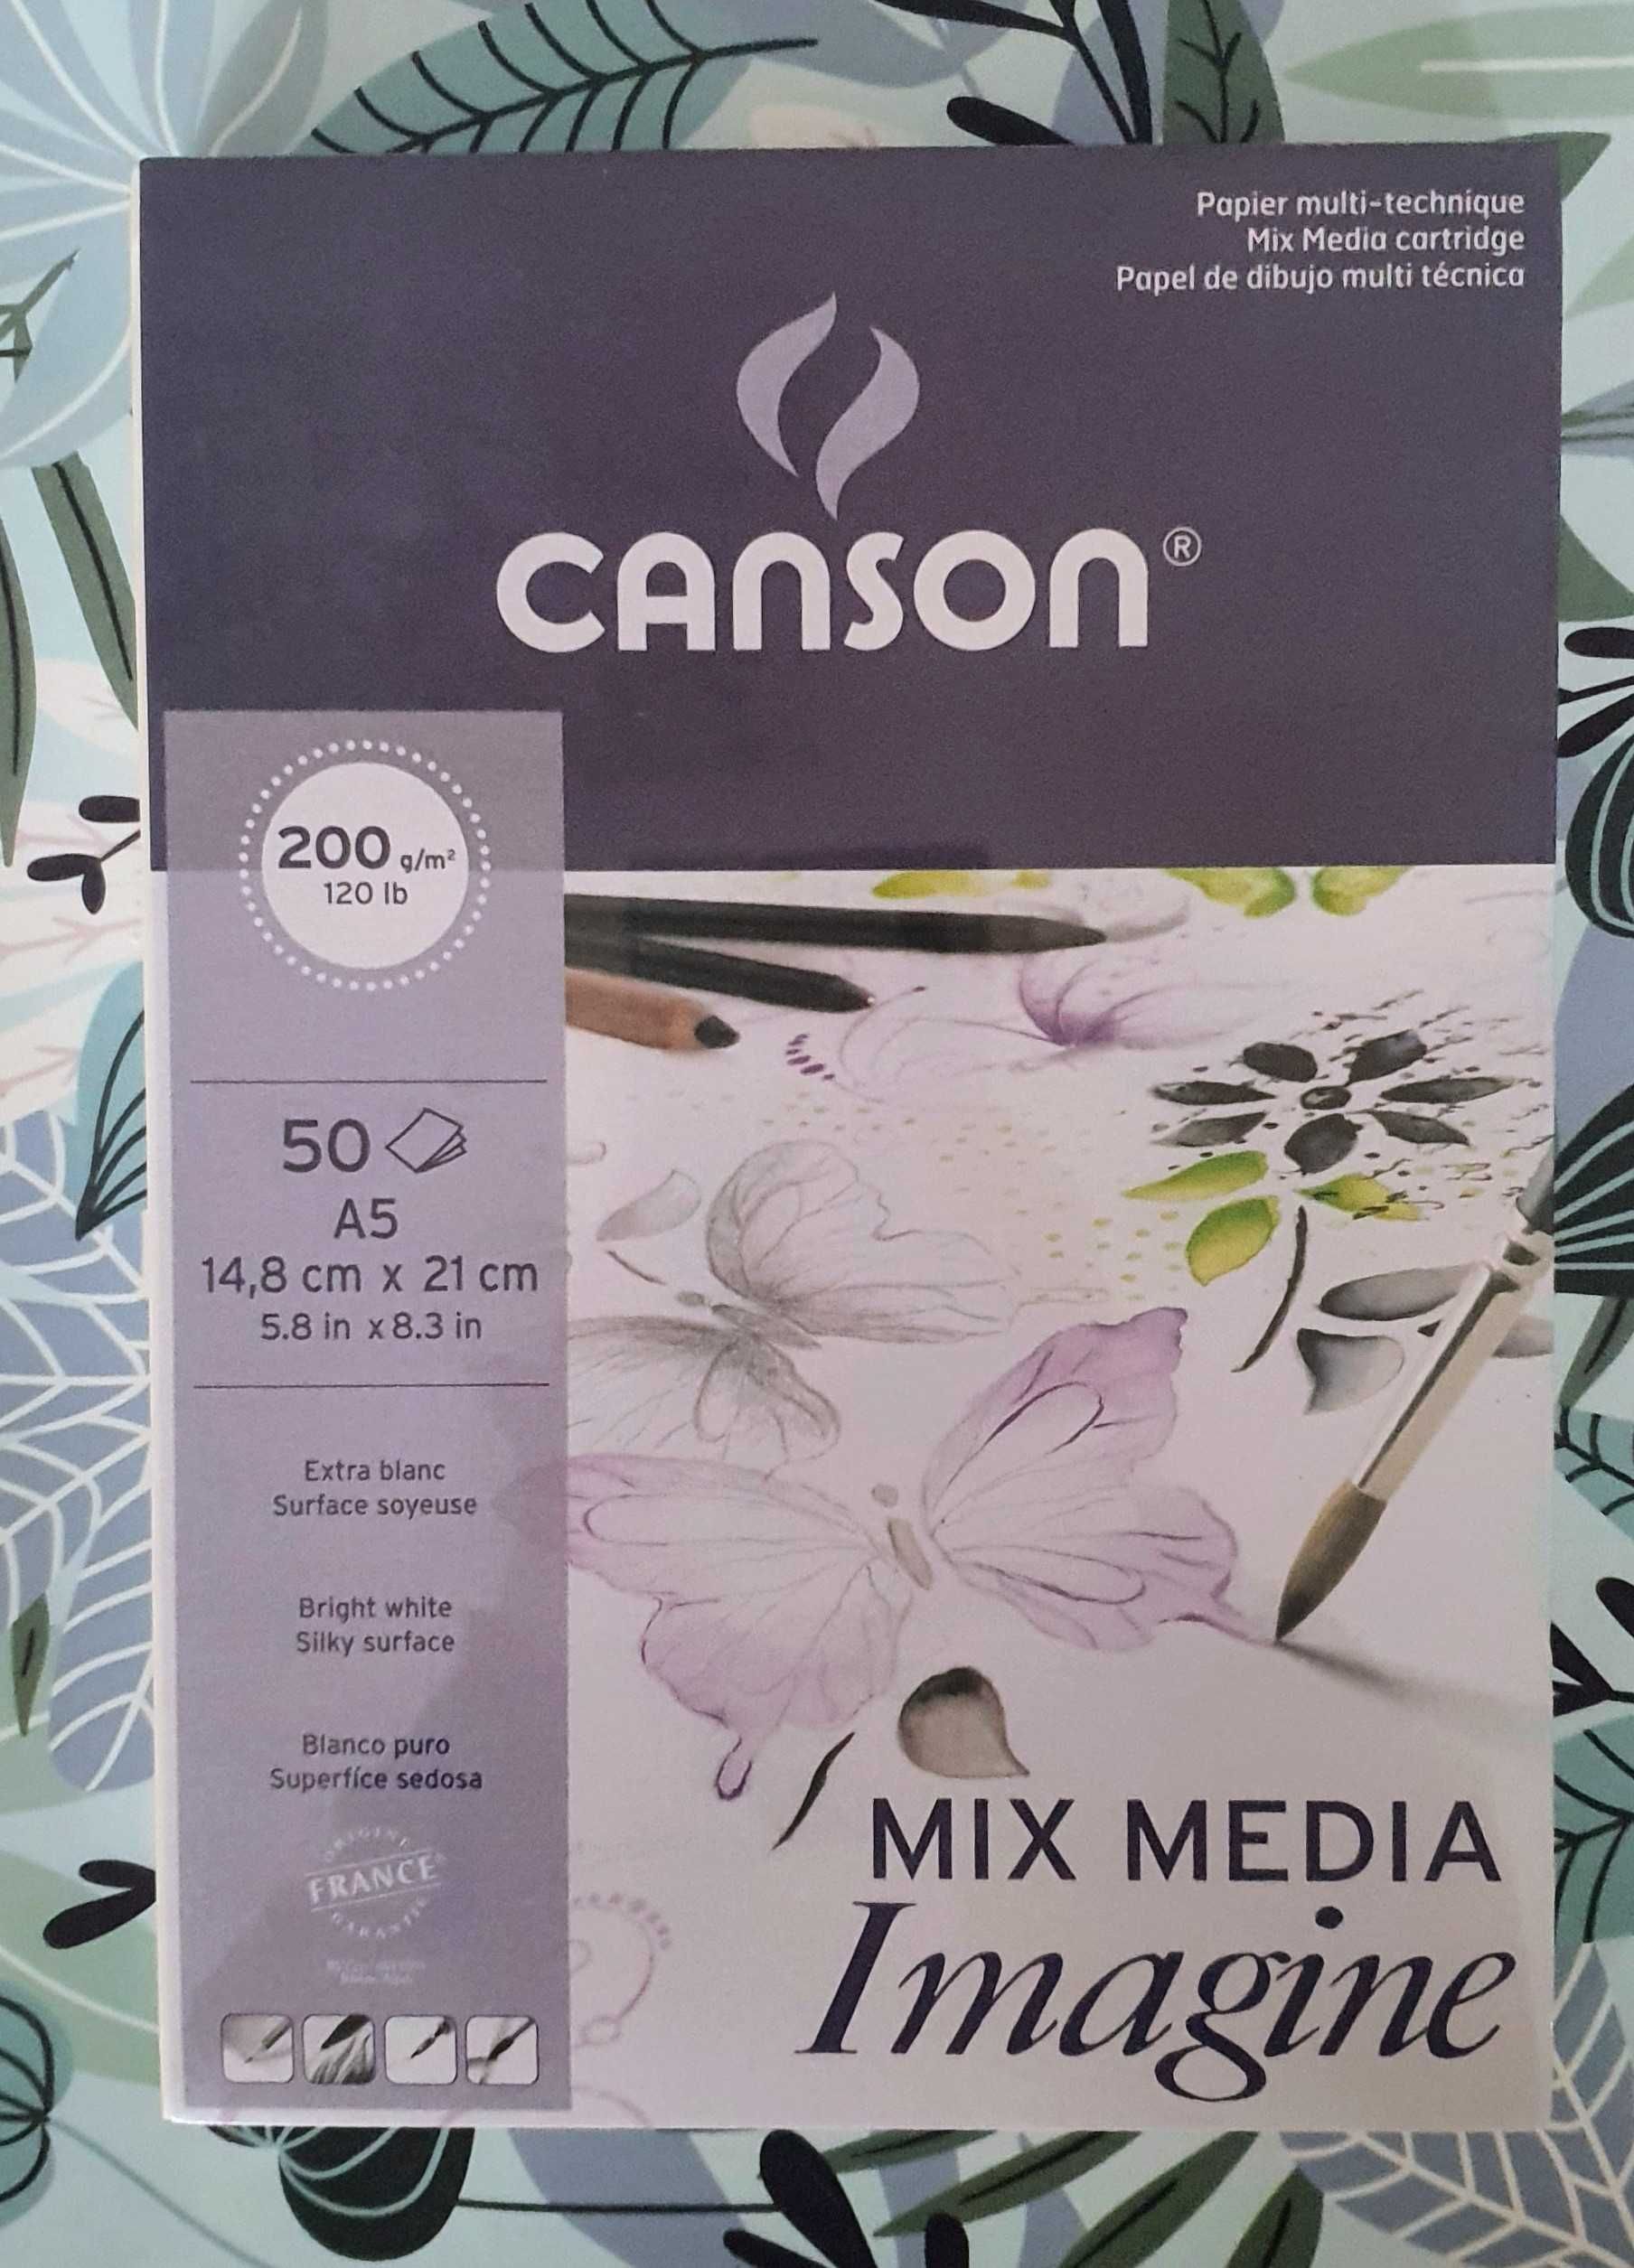 Papier multi-technique
Mix Media cartridge
Papel de dibujo multi técnica
CANSON®
200 g/m²
120 lb
50
A5
14,8 cm x 21 cm
5.8 in x 8.3 in
Extra blanc
Surface soyeuse
Bright white
Silky surface
Blanco puro
Superfíce sedosa
ORIGINE
FRANCE
GARANTIE
MIX MEDIA
Imagine